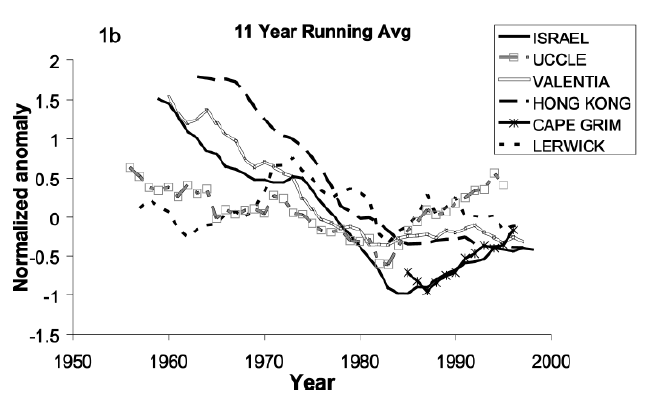 1b
11 Year Running Avg
ISRAEL
UCCLE
VALENTIA
HONG KONG
CAPE GRIM
LERWICK
Normalized anomaly
2
1.5
1
0.5
0
-0.5
-1
-1.5
1950 1960 1970 1980 1990 2000
Year